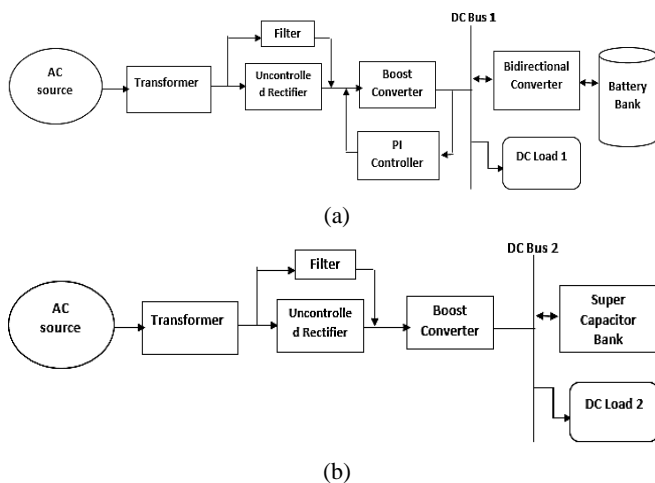 DC Bus 1
Filter
AC
source
Transformer
Uncontrolle
d Rectifier
Boost
Converter
Bidirectional
Converter
Battery
Bank
PI
Controller
DC Load 1
(a)
DC Bus 2
Filter
AC
source
Transformer
Uncontrolle
d Rectifier
Boost
Converter
Super
Capacitor
Bank
DC Load 2
(b)